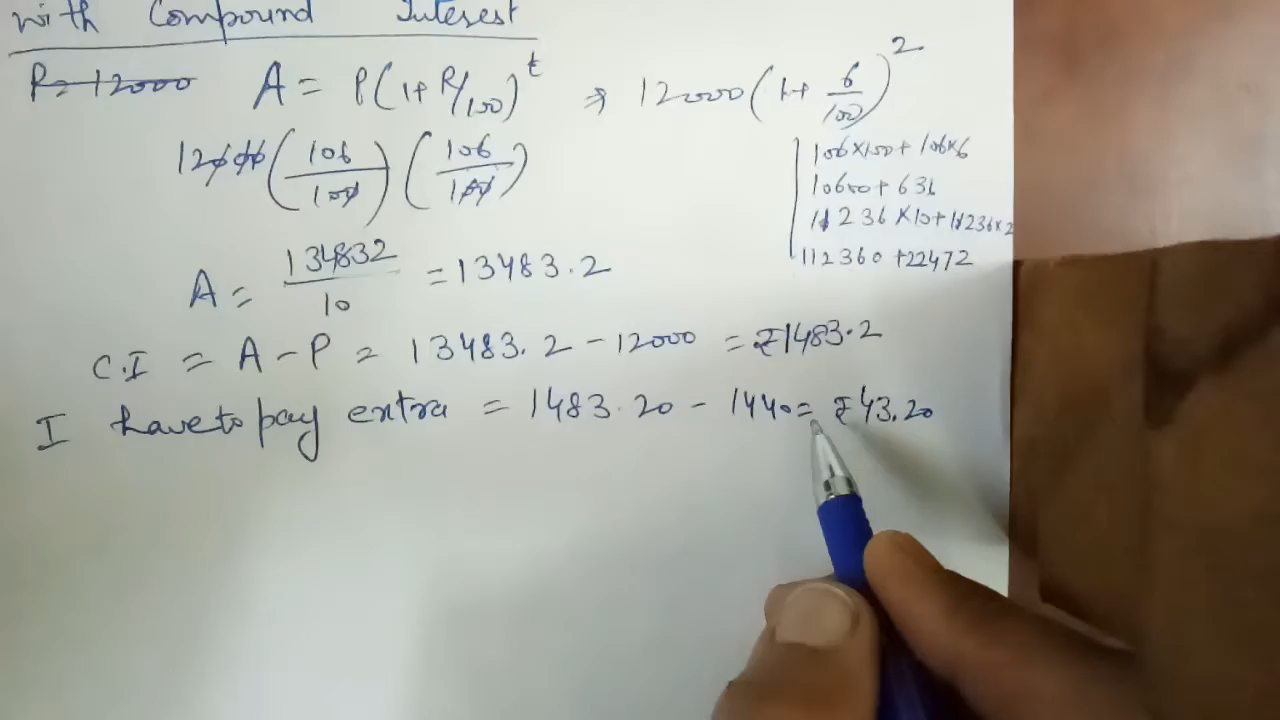 with Compound Interest
P=12000 A = P(1+R/100)^t ⇒ 12000(1+ 6/100)^2
12000(106/100)(106/100)
106×100+106×6
10600+636
11236×10+11236×2
112360+22472
A = 134832/10 = 13483.2
C.I = A-P = 13483.2-12000 = ₹1483.2
I have to pay extra = 1483.20 - 1440 = ₹43.20